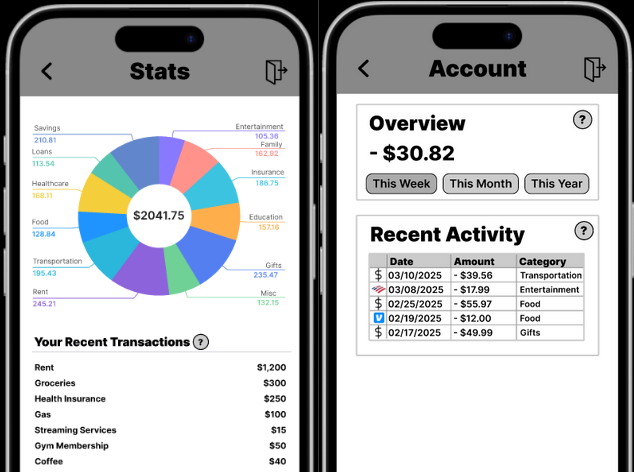 Stats
Savings
210.81
Loans
113.54
Healthcare
168.11
Food
128.84
Transportation
195.43
Rent
245.21
Entertainment
105.36
Family
162.92
Insurance
186.75
Education
157.16
Gifts
235.47
Misc
132.15
$2041.75
Your Recent Transactions ?
Rent $1,200
Groceries $300
Health Insurance $250
Gas $100
Streaming Services $15
Gym Membership $50
Coffee $40
Account
Overview ?
- $30.82
This Week This Month This Year
Recent Activity ?
Date Amount Category
$ 03/10/2025 - $39.56 Transportation
03/08/2025 - $17.99 Entertainment
$ 02/25/2025 - $55.97 Food
02/19/2025 - $12.00 Food
$ 02/17/2025 - $49.99 Gifts